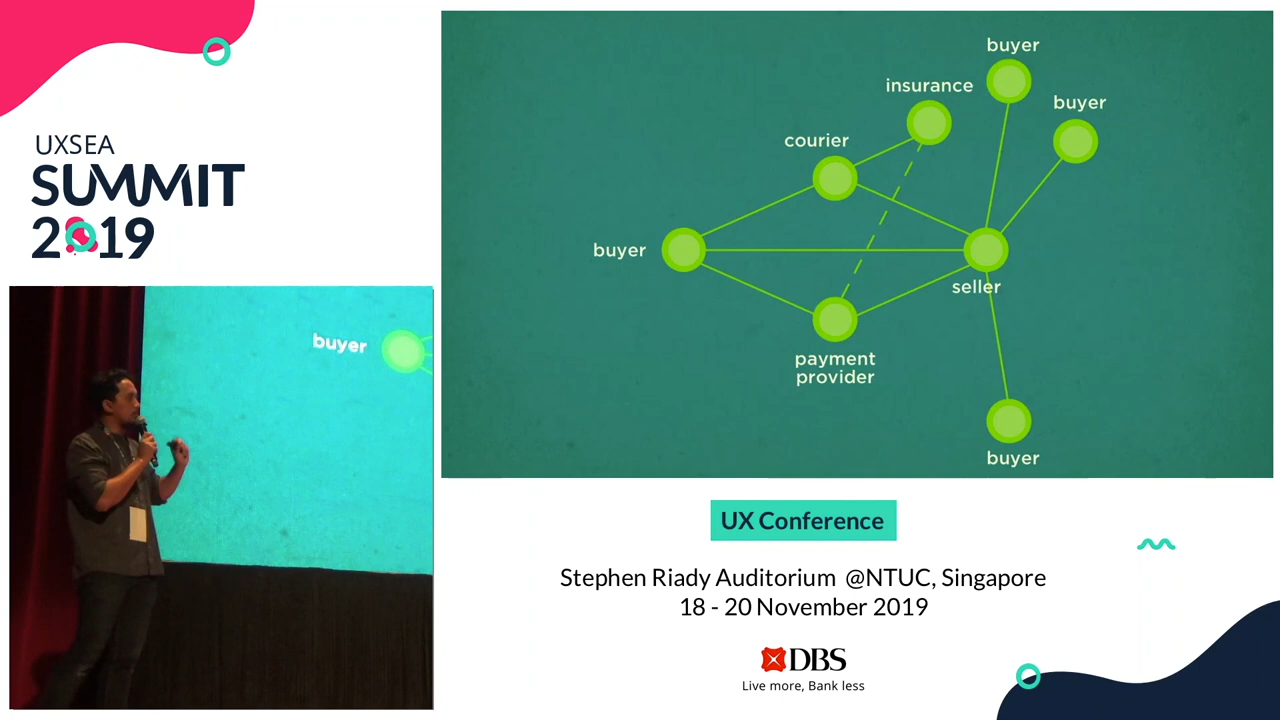 UXSEA
SUMMIT
2019
buyer
buyer
insurance
buyer
courier
buyer
seller
payment
provider
buyer
UX Conference
Stephen Riady Auditorium @NTUC, Singapore
18 - 20 November 2019
DBS
Live more, Bank less